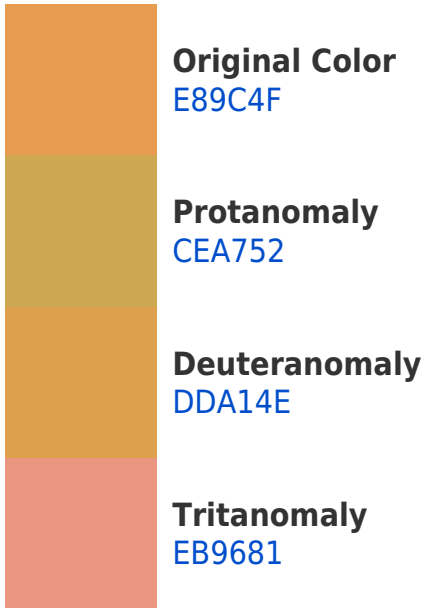 Original Color
E89C4F
Protanomaly
CEA752
Deuteranomaly
DDA14E
Tritanomaly
EB9681